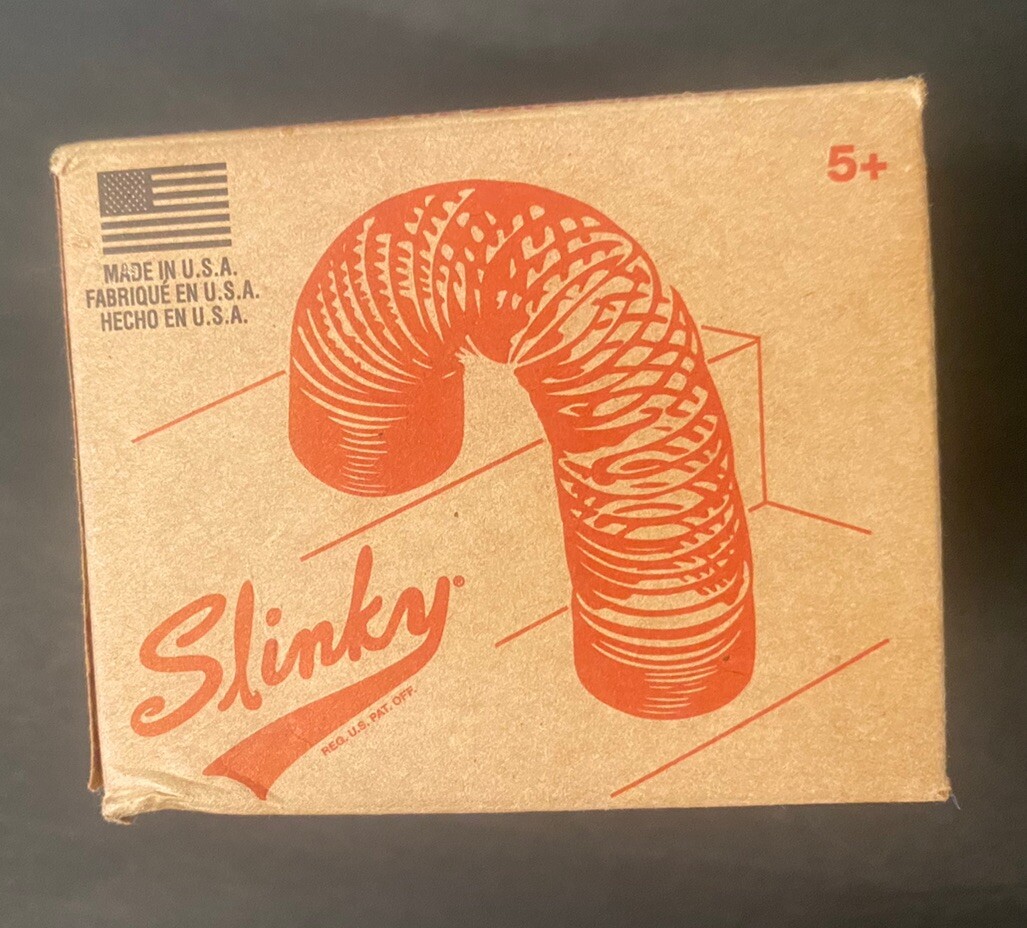 5+
MADE IN U.S.A.
FABRIQUÉ EN U.S.A.
HECHO EN U.S.A.
Slinky®
REG. U.S. PAT. OFF.